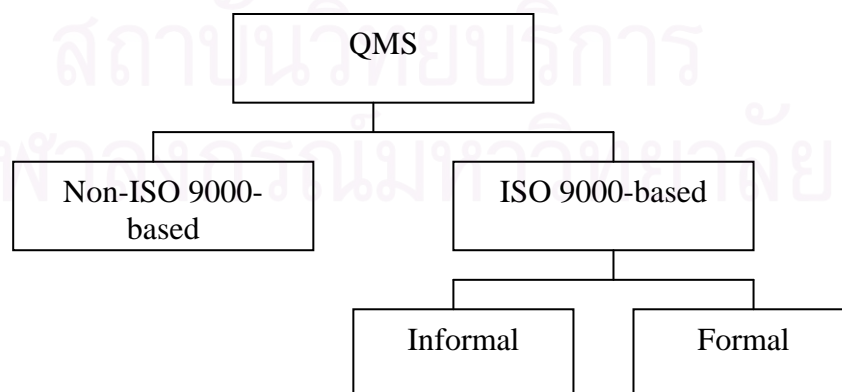 สถาบันวิทยบริการ
QMS
จุฬาลงกรณ์มหาวิทยาลัย
Non-ISO 9000-
based
ISO 9000-based
Informal
Formal